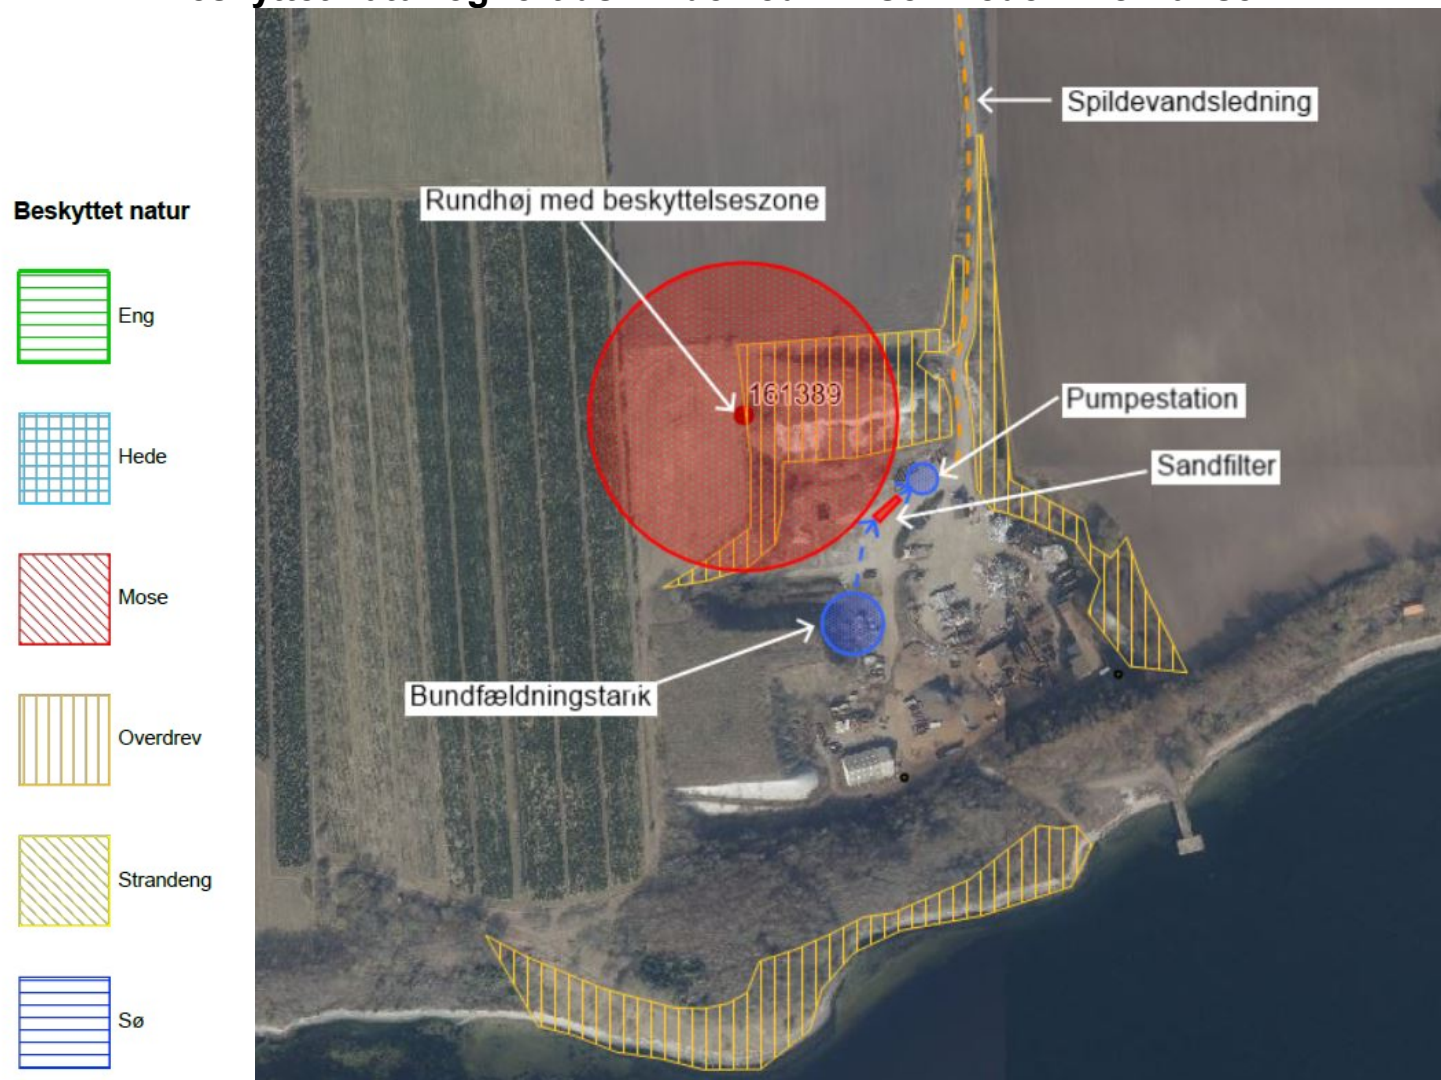 Beskyttet natur
Eng
Hede
Mose
Overdrev
Strandeng
Sø
Spildevandsledning
Rundhøj med beskyttelseszone
161389
Pumpestation
Sandfilter
Bundfældningstank